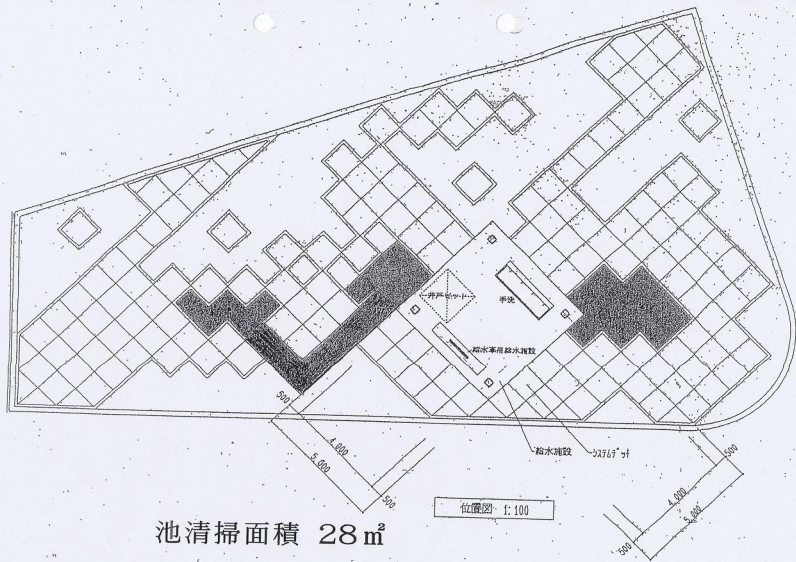 井戸ピット
手洗
給水車用給水施設
500
4,000
5,000
500
給水施設
システムデッキ
500
4,000
5,000
500
位置図 1:100
池清掃面積 28㎡